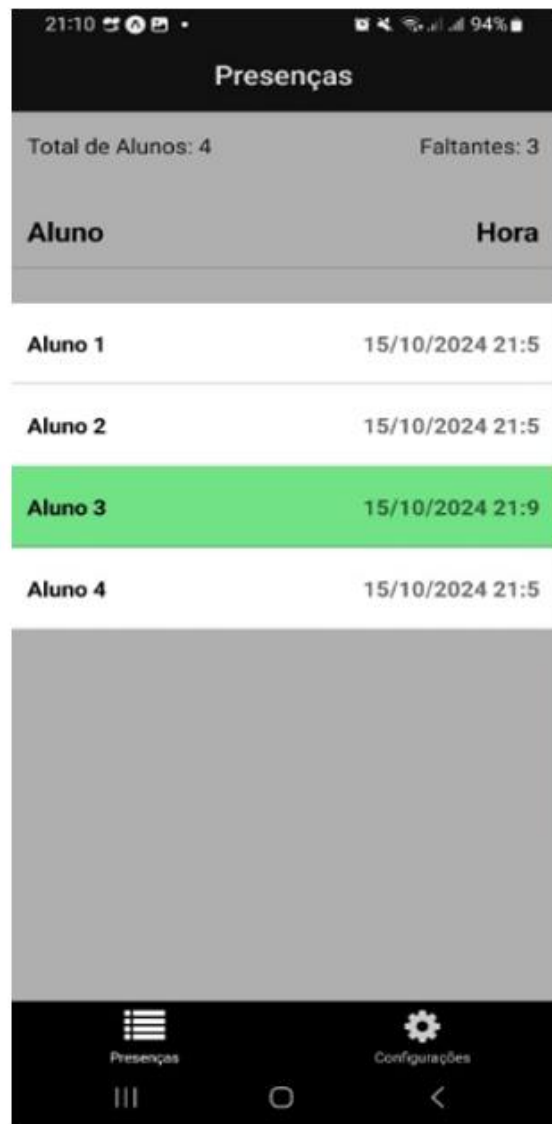 21:10 94%
Presenças
Total de Alunos: 4 Faltantes: 3
Aluno Hora
Aluno 1 15/10/2024 21:5
Aluno 2 15/10/2024 21:5
Aluno 3 15/10/2024 21:9
Aluno 4 15/10/2024 21:5
Presenças Configurações